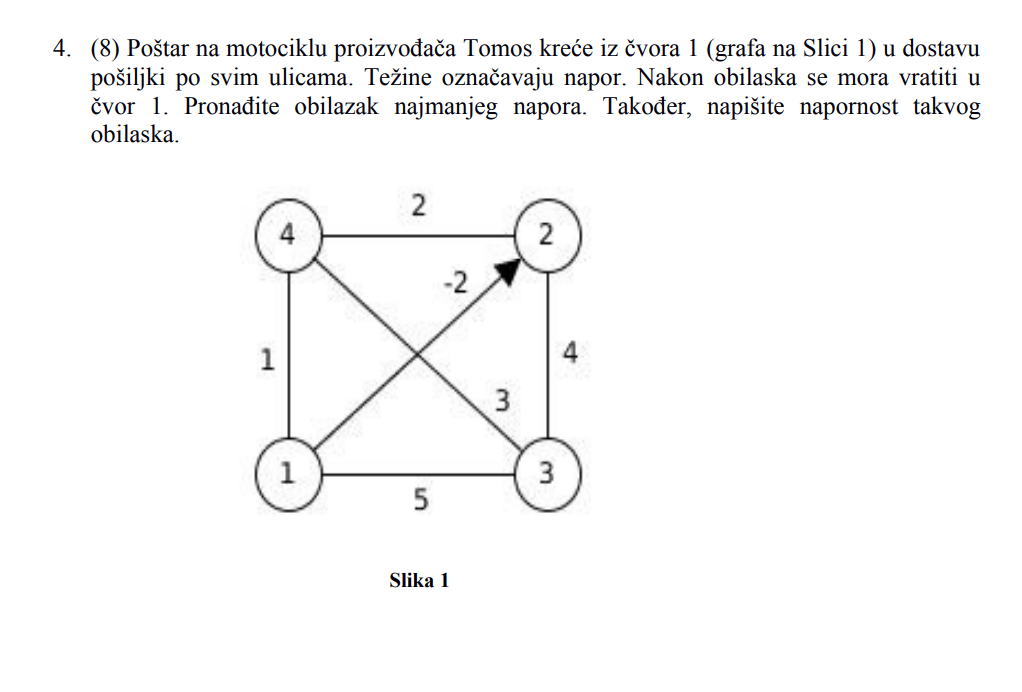 4. (8) Poštar na motociklu proizvođača Tomos kreće iz čvora 1 (grafa na Slici 1) u dostavu
pošiljki po svim ulicama. Težine označavaju napor. Nakon obilaska se mora vratiti u
čvor 1. Pronađite obilazak najmanjeg napora. Također, napišite napornost takvog
obilaska.
2
4
2
-2
1
4
3
1
3
5
Slika 1